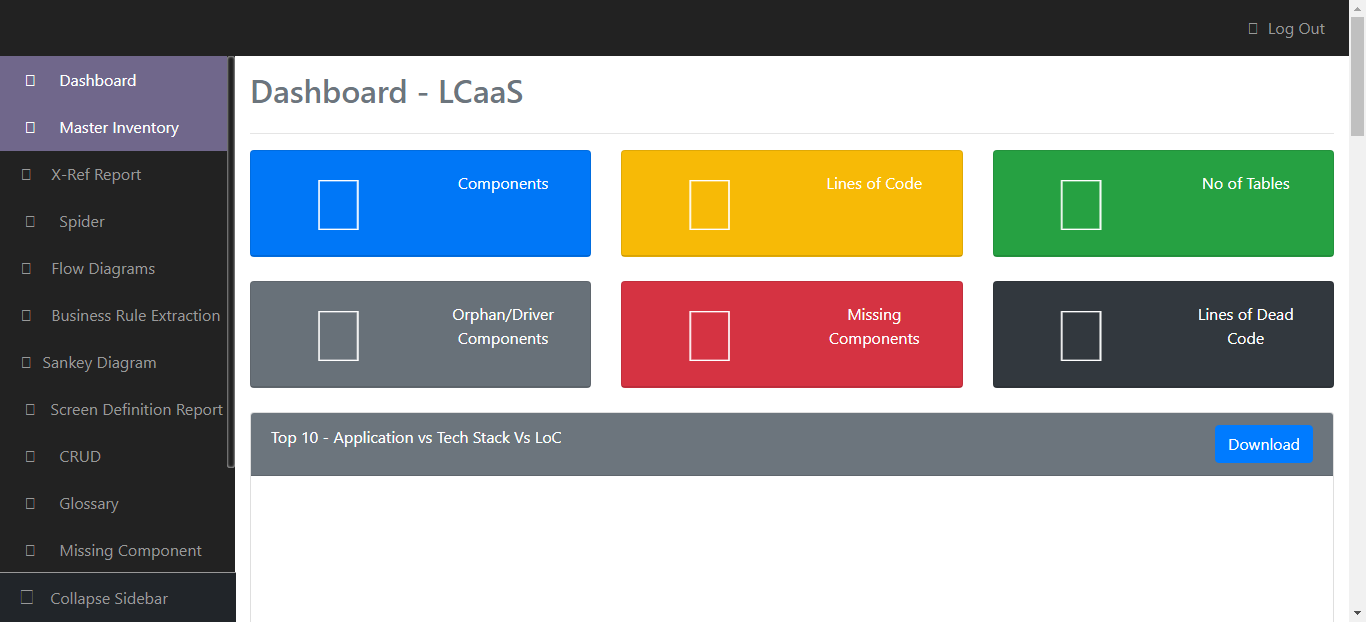 Log Out
Dashboard
Master Inventory
X-Ref Report
Spider
Flow Diagrams
Business Rule Extraction
Sankey Diagram
Screen Definition Report
CRUD
Glossary
Missing Component
Collapse Sidebar
Dashboard - LCaaS
Components
Lines of Code
No of Tables
Orphan/Driver
Components
Missing
Components
Lines of Dead
Code
Top 10 - Application vs Tech Stack Vs LoC
Download